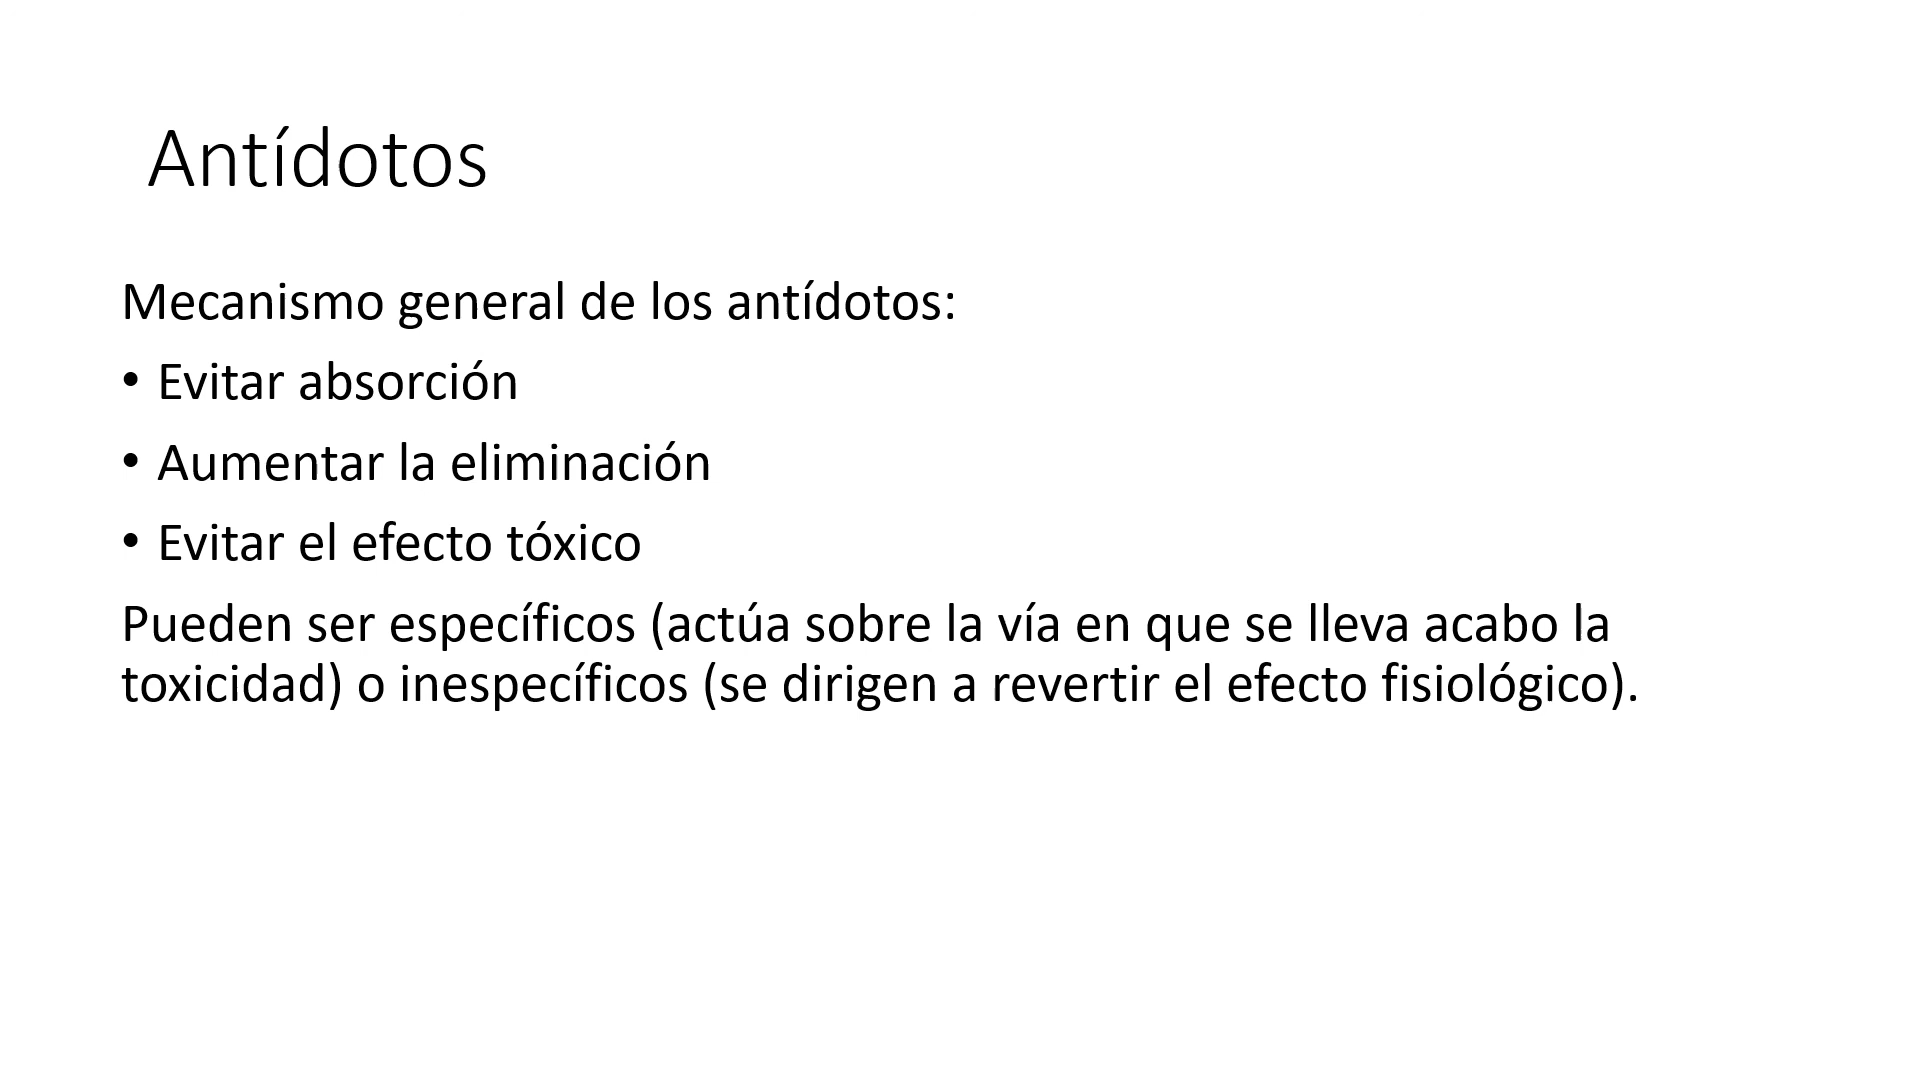 Antídotos
Mecanismo general de los antídotos:
• Evitar absorción
• Aumentar la eliminación
• Evitar el efecto tóxico
Pueden ser específicos (actúa sobre la vía en que se lleva acabo la
toxicidad) o inespecíficos (se dirigen a revertir el efecto fisiológico).